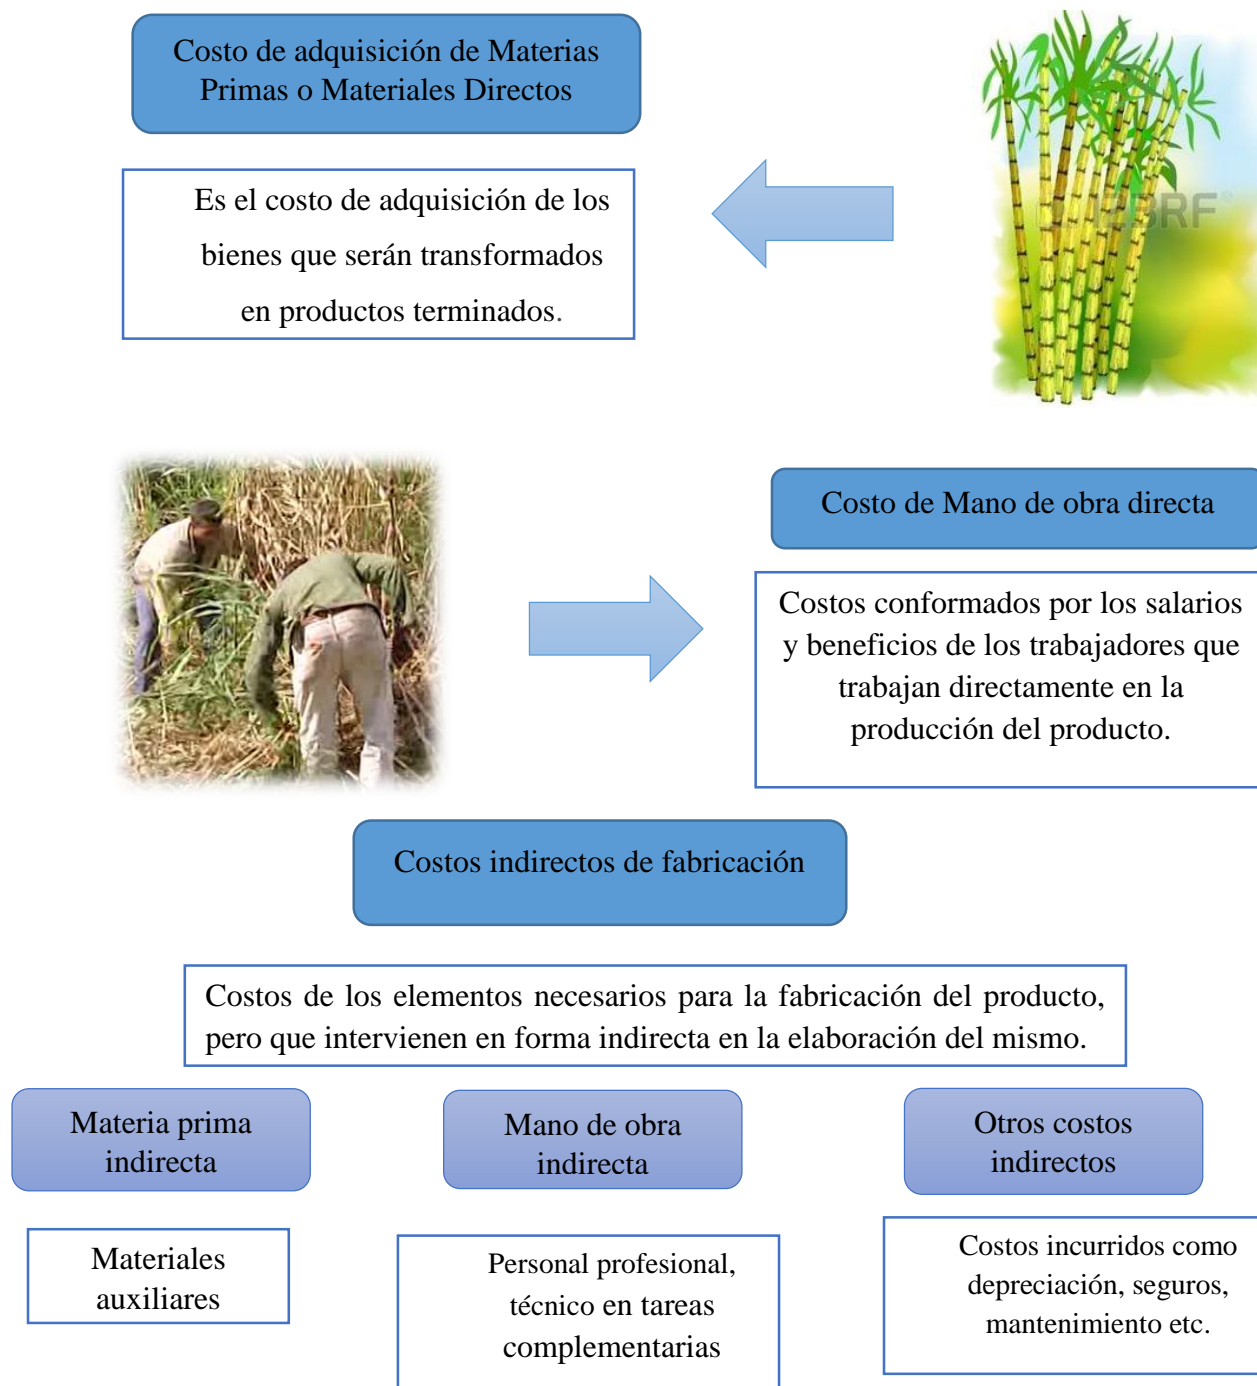 Costo de adquisición de Materias
Primas o Materiales Directos
Es el costo de adquisición de los
bienes que serán transformados
en productos terminados.
Costo de Mano de obra directa
Costos conformados por los salarios
y beneficios de los trabajadores que
trabajan directamente en la
producción del producto.
Costos indirectos de fabricación
Costos de los elementos necesarios para la fabricación del producto,
pero que intervienen en forma indirecta en la elaboración del mismo.
Materia prima
indirecta
Materiales
auxiliares
Mano de obra
indirecta
Personal profesional,
técnico en tareas
complementarias
Otros costos
indirectos
Costos incurridos como
depreciación, seguros,
mantenimiento etc.